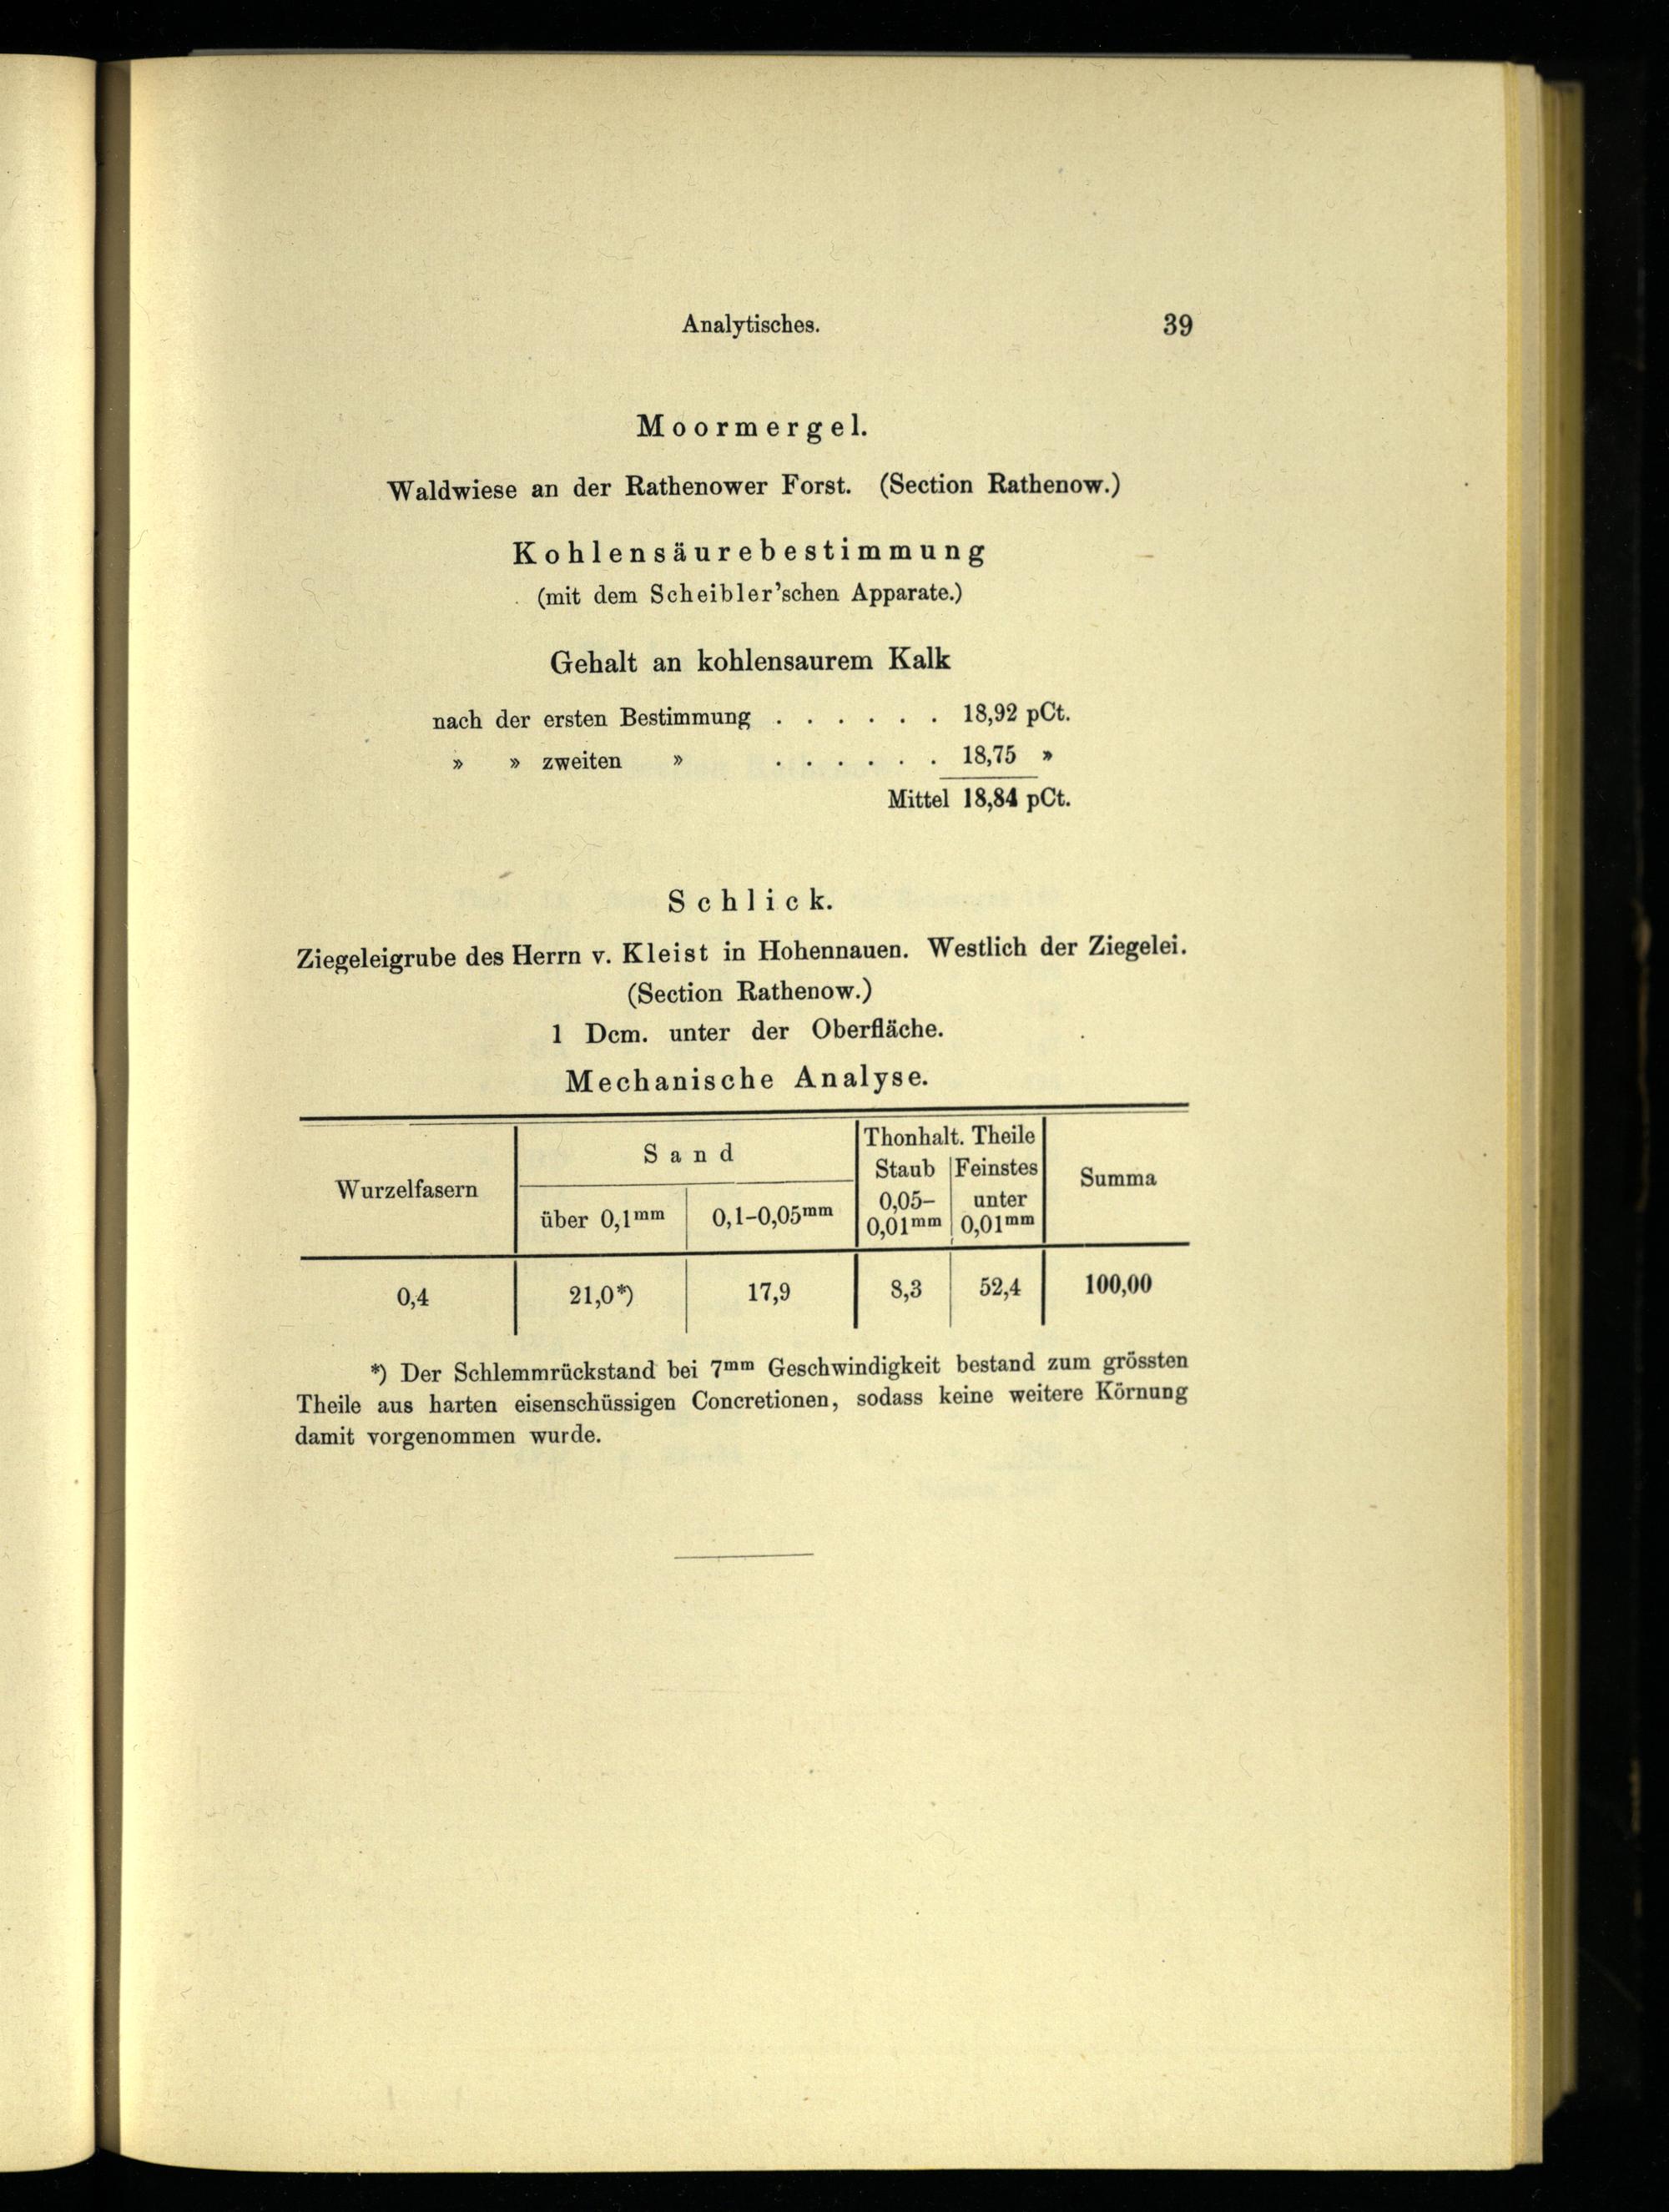 Analytisches. 39
Moormergel.
Waldwiese an der Rathenower Forst. (Section Rathenow.)
Kohlensäurebestimmung
(mit dem Scheibler'schen Apparate.)
Gehalt an kohlensaurem Kalk
nach der ersten Bestimmung . . . . . . 18,92 pCt.
» » zweiten » . . . . . . 18,75 »
Mittel 18,84 pCt.
Schlick.
Ziegeleigrube des Herrn v. Kleist in Hohennauen. Westlich der Ziegelei.
(Section Rathenow.)
1 Dcm. unter der Oberfläche.
Mechanische Analyse.
Wurzelfasern
Sand
über 0,1mm 0,1–0,05mm
Thonhalt. Theile
Staub Feinstes
0,05– unter
0,01mm 0,01mm
Summa
0,4 21,0*) 17,9 8,3 52,4 100,00
*) Der Schlemmrückstand bei 7mm Geschwindigkeit bestand zum grössten
Theile aus harten eisenschüssigen Concretionen, sodass keine weitere Körnung
damit vorgenommen wurde.